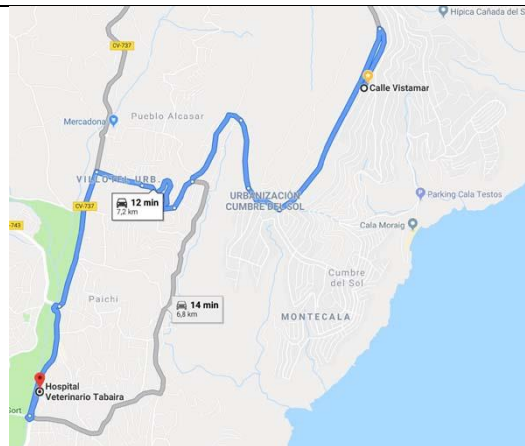 Hípica Cañada del S
CV-737
Calle Vistamar
Mercadona
Pueblo Alcasar
VILLOTEL URB.
12 min
7,2 km
URBANIZACIÓN
CUMBRE DEL SOL
Parking Cala Testos
CV-737
Cala Moraig
Cumbre
del Sol
Paichi
14 min
6,8 km
MONTECALA
Hospital
Veterinario Tabaira